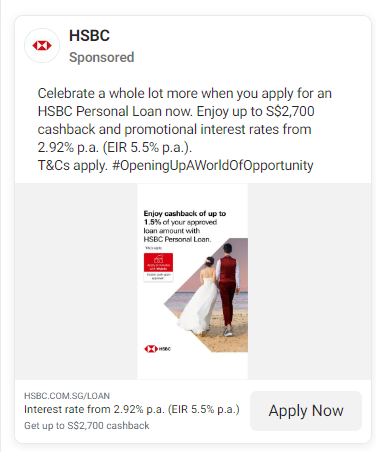 HSBC
Sponsored
Celebrate a whole lot more when you apply for an
HSBC Personal Loan now. Enjoy up to S$2,700
cashback and promotional interest rates from
2.92% p.a. (EIR 5.5% p.a.).
T&Cs apply. #OpeningUpAWorldOfOpportunity
Enjoy cashback of up to
1.5% of your approved
loan amount with
HSBC Personal Loan.
HSBC
HSBC.COM.SG/LOAN
Interest rate from 2.92% p.a. (EIR 5.5% p.a.)
Get up to S$2,700 cashback
Apply Now